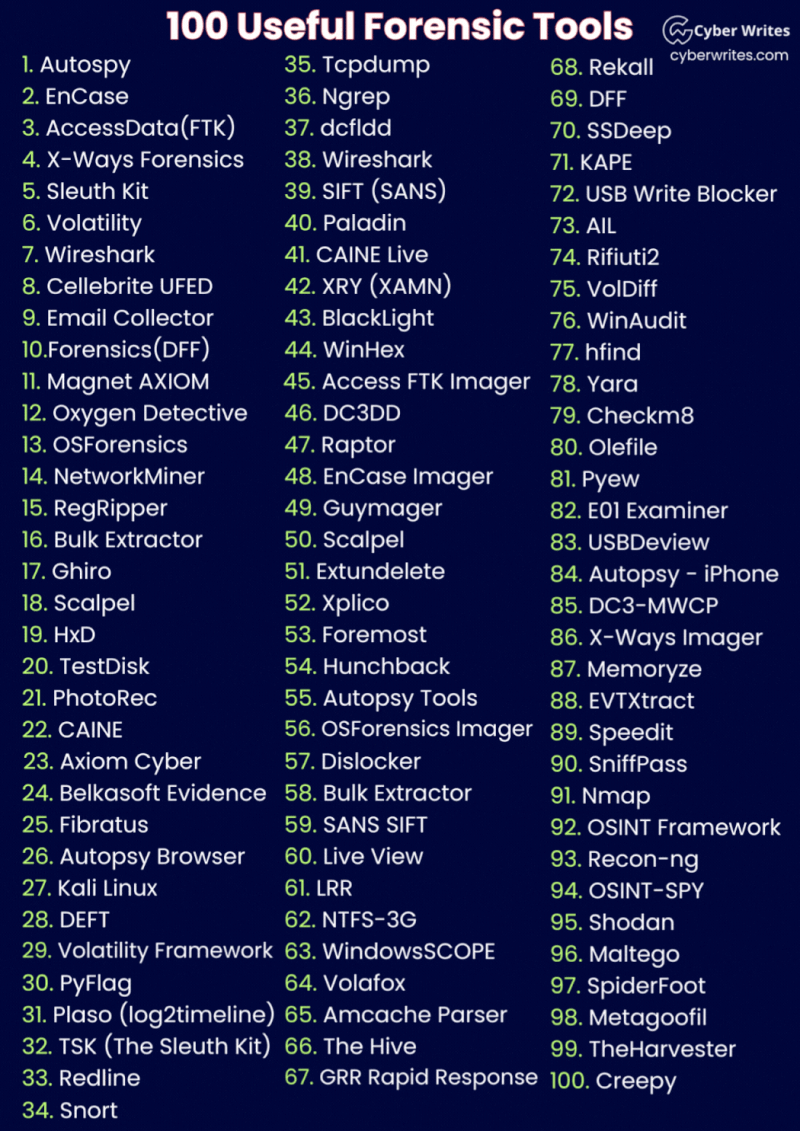 100 Useful Forensic Tools
Cyber Writes
cyberwrites.com
1. Autospy
2. EnCase
3. AccessData(FTK)
4. X-Ways Forensics
5. Sleuth Kit
6. Volatility
7. Wireshark
8. Cellebrite UFED
9. Email Collector
10.Forensics(DFF)
11. Magnet AXIOM
12. Oxygen Detective
13. OSForensics
14. NetworkMiner
15. RegRipper
16. Bulk Extractor
17. Ghiro
18. Scalpel
19. HxD
20. TestDisk
21. PhotoRec
22. CAINE
23. Axiom Cyber
24. Belkasoft Evidence
25. Fibratus
26. Autopsy Browser
27. Kali Linux
28. DEFT
29. Volatility Framework
30. PyFlag
31. Plaso (log2timeline)
32. TSK (The Sleuth Kit)
33. Redline
34. Snort
35. Tcpdump
36. Ngrep
37. dcfldd
38. Wireshark
39. SIFT (SANS)
40. Paladin
41. CAINE Live
42. XRY (XAMN)
43. BlackLight
44. WinHex
45. Access FTK Imager
46. DC3DD
47. Raptor
48. EnCase Imager
49. Guymager
50. Scalpel
51. Extundelete
52. Xplico
53. Foremost
54. Hunchback
55. Autopsy Tools
56. OSForensics Imager
57. Dislocker
58. Bulk Extractor
59. SANS SIFT
60. Live View
61. LRR
62. NTFS-3G
63. WindowsSCOPE
64. Volafox
65. Amcache Parser
66. The Hive
67. GRR Rapid Response
68. Rekall
69. DFF
70. SSDeep
71. KAPE
72. USB Write Blocker
73. AIL
74. Rifiuti2
75. VolDiff
76. WinAudit
77. hfind
78. Yara
79. Checkm8
80. Olefile
81. Pyew
82. E01 Examiner
83. USBDeview
84. Autopsy - iPhone
85. DC3-MWCP
86. X-Ways Imager
87. Memoryze
88. EVTXtract
89. Speedit
90. SniffPass
91. Nmap
92. OSINT Framework
93. Recon-ng
94. OSINT-SPY
95. Shodan
96. Maltego
97. SpiderFoot
98. Metagoofil
99. TheHarvester
100. Creepy